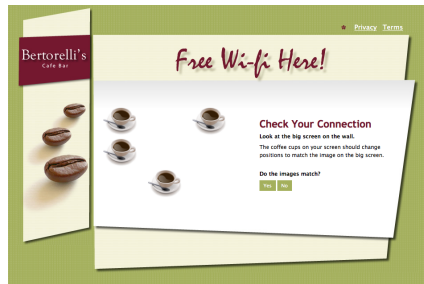 Privacy Terms
Bertorelli's
Cafe Bar
Free Wi-fi Here!
Check Your Connection
Look at the big screen on the wall.
The coffee cups on your screen should change
positions to match the image on the big screen.
Do the images match?
Yes No